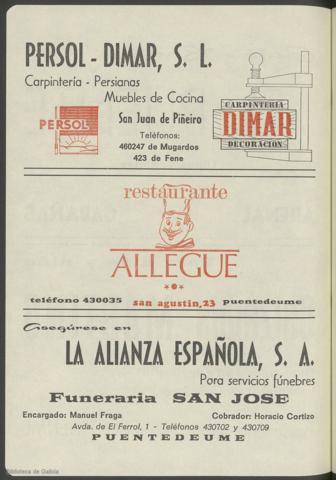 PERSOL - DIMAR, S. L.
Carpintería - Persianas
Muebles de Cocina
PERSOL
San Juan de Piñeiro
Teléfonos:
460247 de Mugardos
423 de Fene
CARPINTERIA
DIMAR
DECORACIÓN
restaurante
ALLEGUE
teléfono 430035 san agustin, 23 puentedeume
Asegúrese en
LA ALIANZA ESPAÑOLA, S. A.
Para servicios fúnebres
Funeraria SAN JOSE
Encargado: Manuel Fraga Cobrador: Horacio Cortizo
Avda. de El Ferrol, 1 - Teléfonos 430702 y 430709
PUENTEDEUME
Biblioteca de Galicia